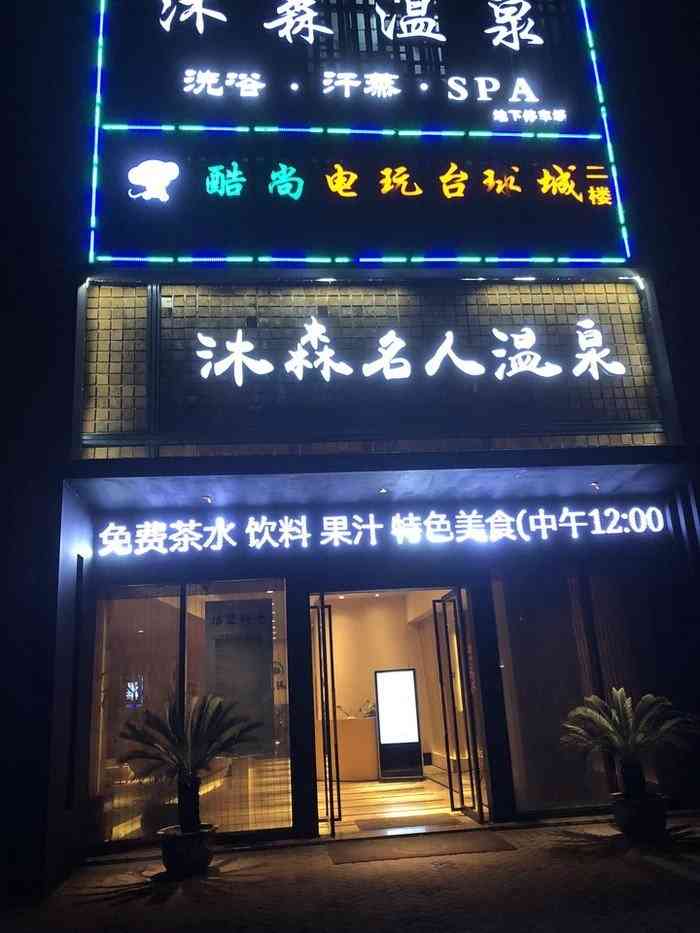 沐森温泉
洗浴·汗蒸·SPA
地下停车场
酷尚电玩台球城二楼
沐森名人温泉
免费茶水 饮料 果汁 特色美食(中午12:00